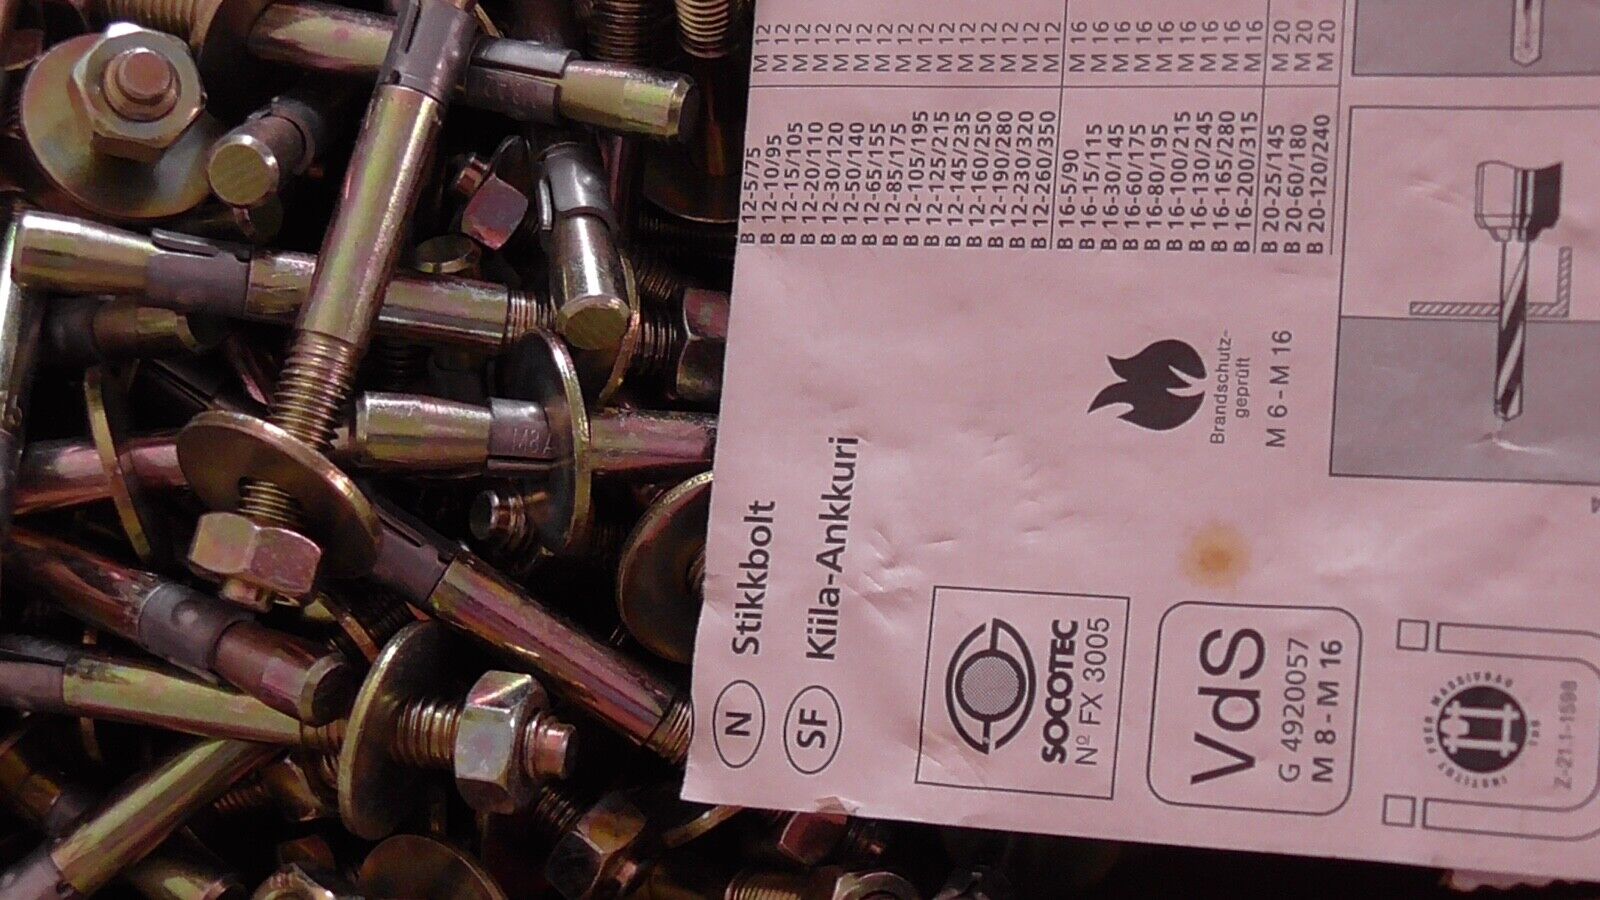 B 12-5/75 M 12
B 12-10/95 M 12
B 12-15/105 M 12
B 12-20/110 M 12
B 12-30/120 M 12
B 12-50/140 M 12
B 12-65/155 M 12
B 12-85/175 M 12
B 12-105/195 M 12
B 12-125/215 M 12
B 12-145/235 M 12
B 12-160/250 M 12
B 12-190/280 M 12
B 12-230/320 M 12
B 12-260/350 M 12
B 16-5/90 M 16
B 16-15/115 M 16
B 16-30/145 M 16
B 16-60/175 M 16
B 16-80/195 M 16
B 16-100/215 M 16
B 16-130/245 M 16
B 16-165/280 M 16
B 16-200/315 M 16
B 20-25/145 M 20
B 20-60/180 M 20
B 20-120/240 M 20
N Stikkbolt
SF Kiila-Ankkuri
Brandschutz-
geprüft
M 6 - M 16
SOCOTEC
Nº FX 3005
VdS
G 4920057
M 8 - M 16
INSTITUT FÜR MASSIVBAU
Z-21.1-1598
M8